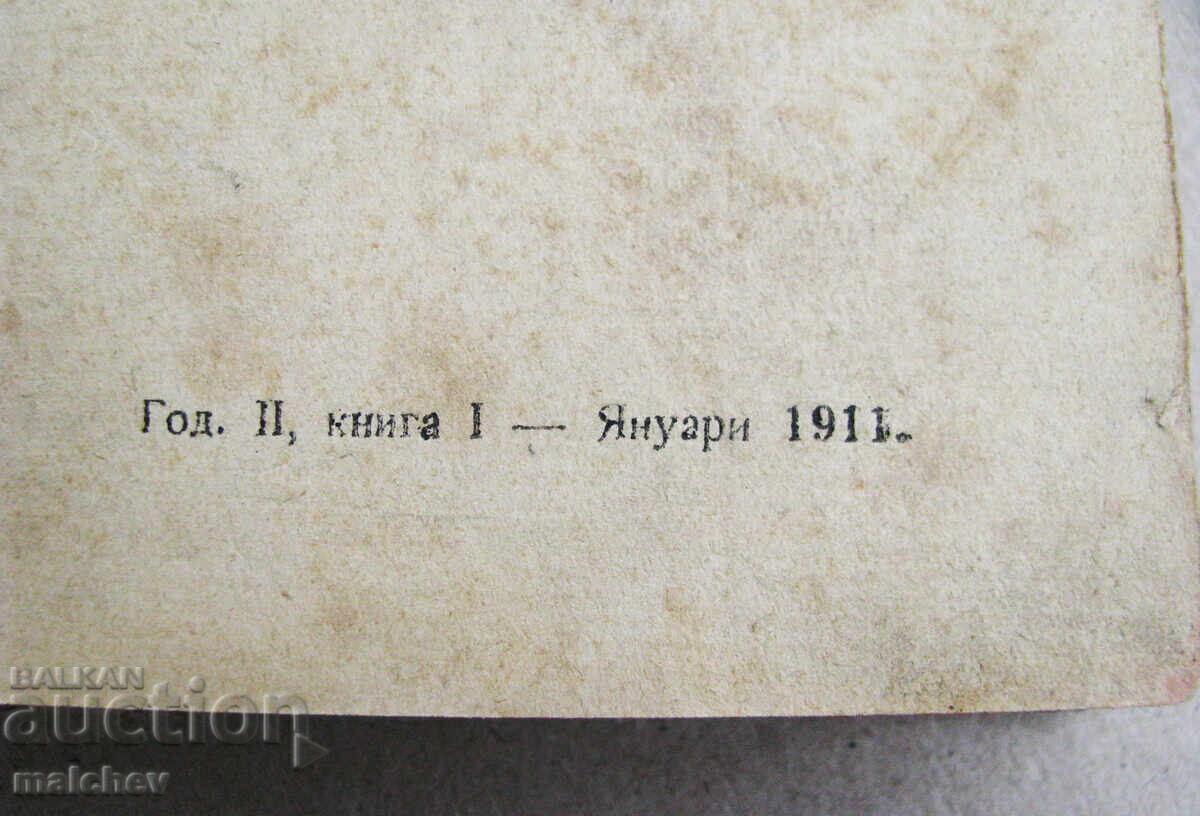 Год. II, книга I — Януари 1911.
BALKAN
auction
malchev